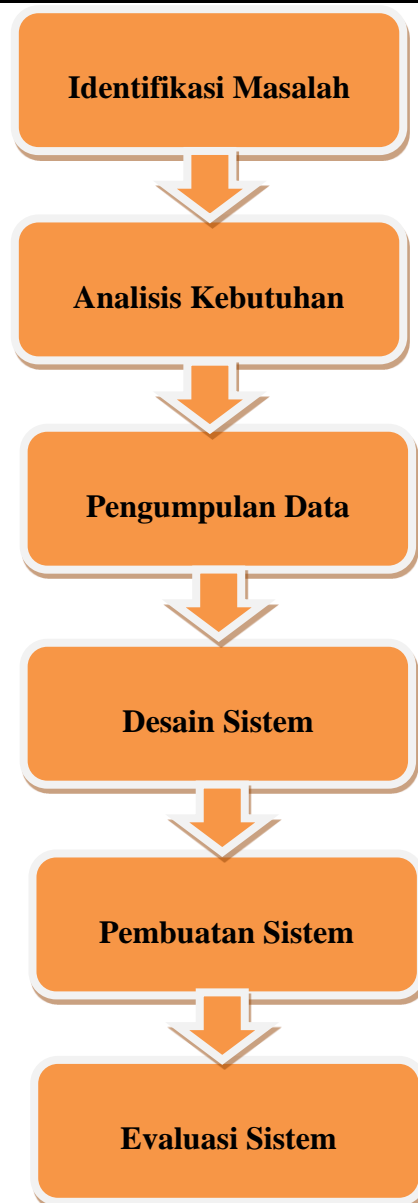 Identifikasi Masalah
Analisis Kebutuhan
Pengumpulan Data
Desain Sistem
Pembuatan Sistem
Evaluasi Sistem